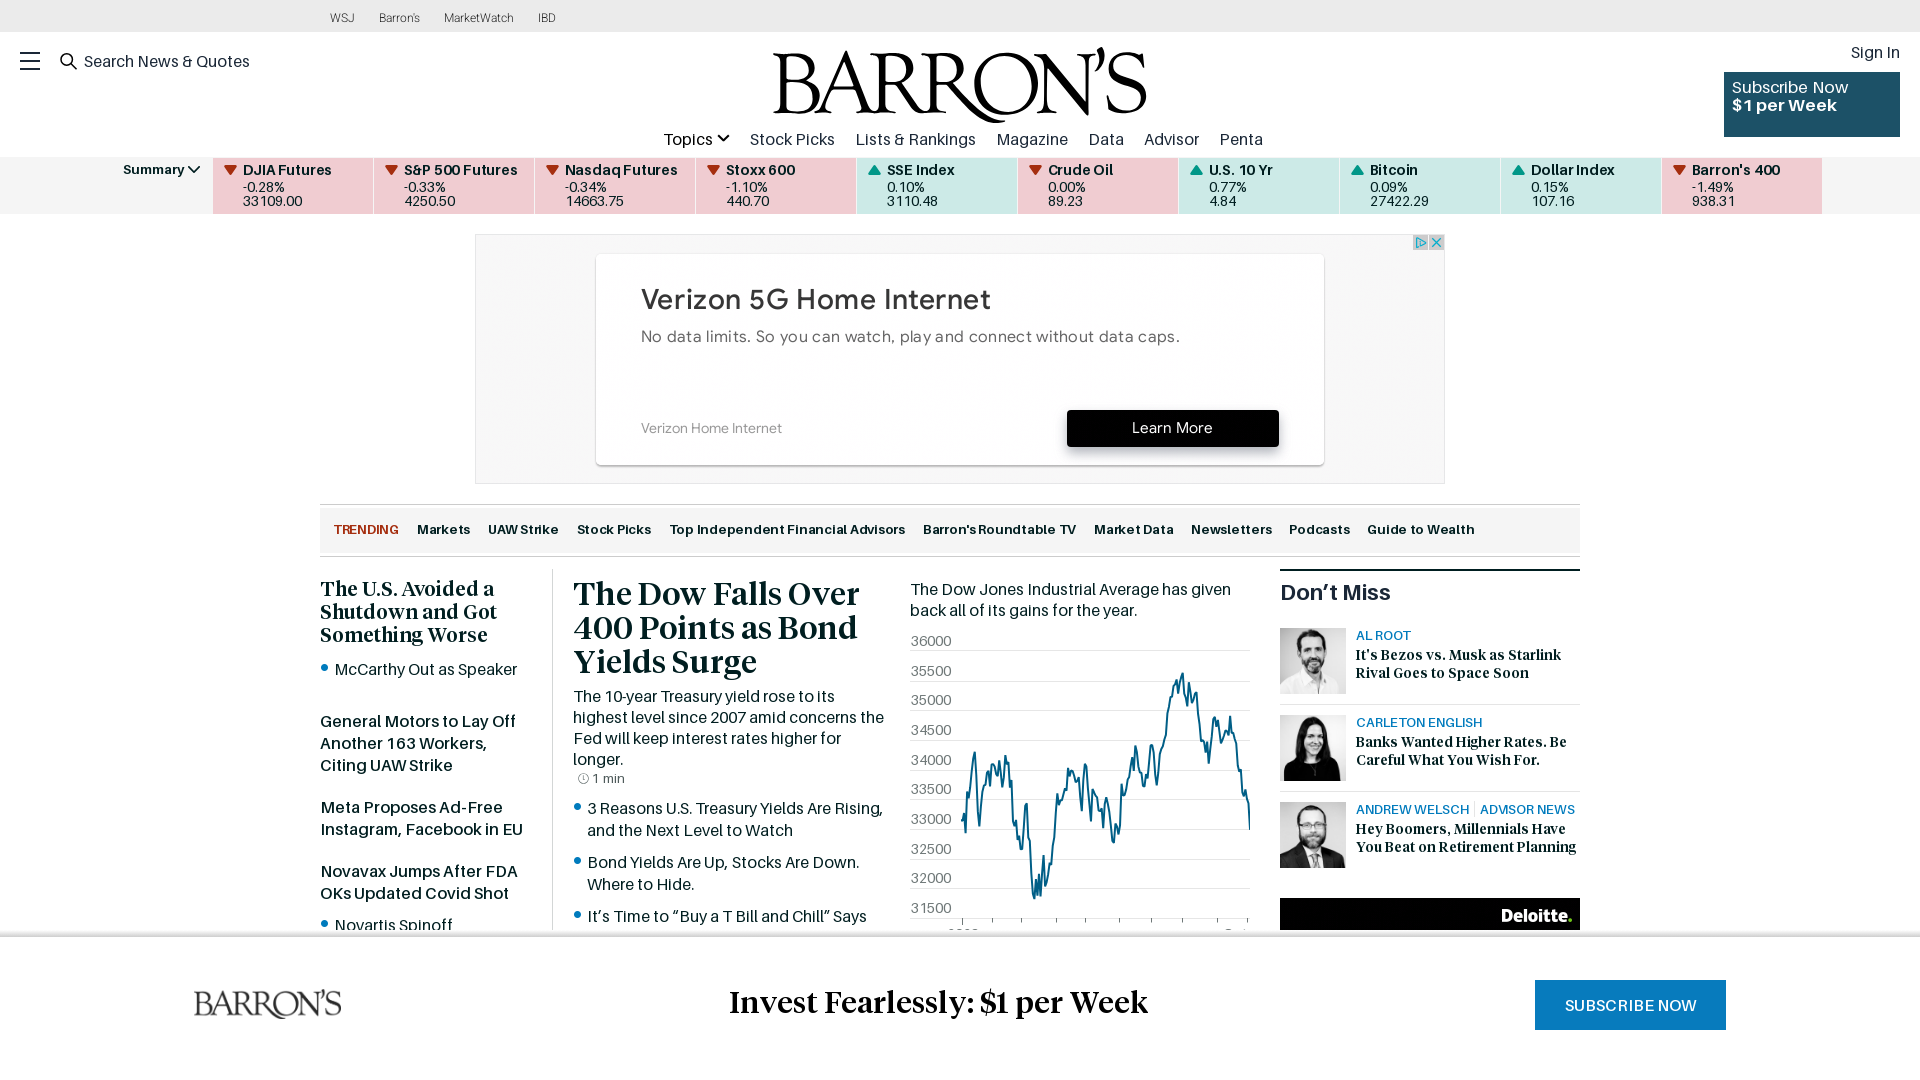 WSJ
Barron's
MarketWatch
IBD
Search News & Quotes
BARRON'S
Sign In
Subscribe Now
$1 per Week
Topics
Stock Picks
Lists & Rankings
Magazine
Data
Advisor
Penta
Summary
DJIA Futures
-0.28%
33109.00
S&P 500 Futures
-0.33%
4250.50
Nasdaq Futures
-0.34%
14663.75
Stoxx 600
-1.10%
440.70
SSE Index
0.10%
3110.48
Crude Oil
0.00%
89.23
U.S. 10 Yr
0.77%
4.84
Bitcoin
0.09%
27422.29
Dollar Index
0.15%
107.16
Barron's 400
-1.49%
938.31
Verizon 5G Home Internet
No data limits. So you can watch, play and connect without data caps.
Verizon Home Internet
Learn More
TRENDING
Markets
UAW Strike
Stock Picks
Top Independent Financial Advisors
Barron's Roundtable TV
Market Data
Newsletters
Podcasts
Guide to Wealth
The U.S. Avoided a
Shutdown and Got
Something Worse
McCarthy Out as Speaker
General Motors to Lay Off
Another 163 Workers,
Citing UAW Strike
Meta Proposes Ad-Free
Instagram, Facebook in EU
Novavax Jumps After FDA
OKs Updated Covid Shot
Novartis Spinoff
The Dow Falls Over
400 Points as Bond
Yields Surge
The 10-year Treasury yield rose to its
highest level since 2007 amid concerns the
Fed will keep interest rates higher for
longer.
1 min
3 Reasons U.S. Treasury Yields Are Rising,
and the Next Level to Watch
Bond Yields Are Up, Stocks Are Down.
Where to Hide.
It’s Time to “Buy a T Bill and Chill” Says
The Dow Jones Industrial Average has given
back all of its gains for the year.
36000
35500
35000
34500
34000
33500
33000
32500
32000
31500
Don’t Miss
AL ROOT
It's Bezos vs. Musk as Starlink
Rival Goes to Space Soon
CARLETON ENGLISH
Banks Wanted Higher Rates. Be
Careful What You Wish For.
ANDREW WELSCH
ADVISOR NEWS
Hey Boomers, Millennials Have
You Beat on Retirement Planning
Deloitte.
BARRON'S
Invest Fearlessly: $1 per Week
SUBSCRIBE NOW